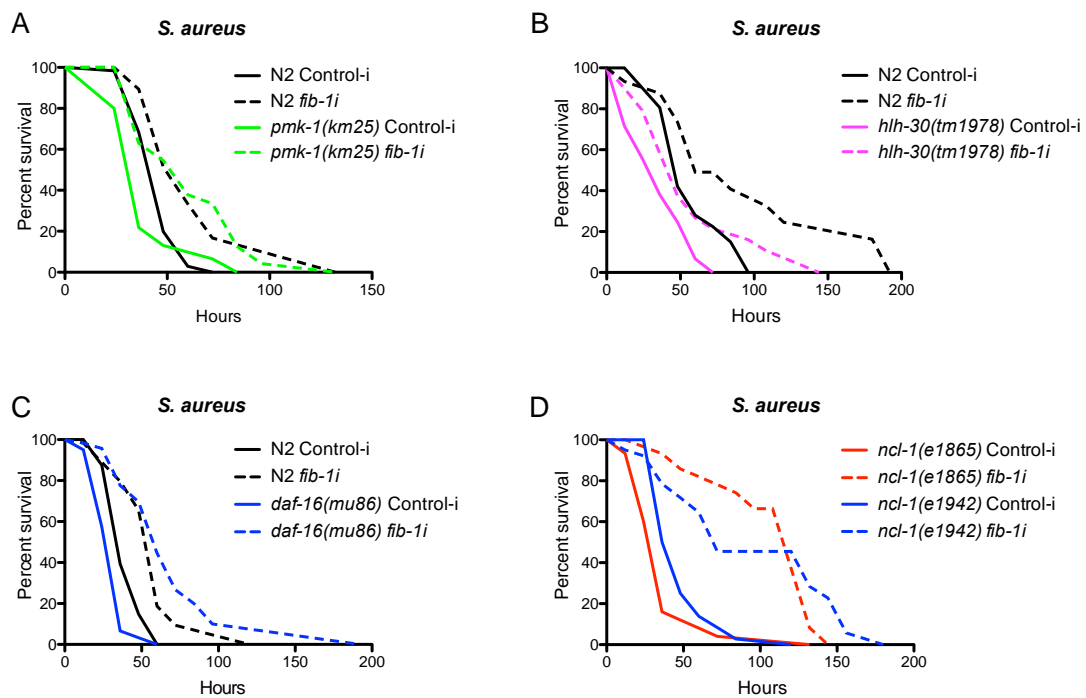 A
S. aureus
N2 Control-i
N2 fib-1i
pmk-1(km25) Control-i
pmk-1(km25) fib-1i
Percent survival
100
80
60
40
20
0
0 50 100 150
Hours
B
S. aureus
N2 Control-i
N2 fib-1i
hlh-30(tm1978) Control-i
hlh-30(tm1978) fib-1i
Percent survival
100
80
60
40
20
0
0 50 100 150 200
Hours
C
S. aureus
N2 Control-i
N2 fib-1i
daf-16(mu86) Control-i
daf-16(mu86) fib-1i
Percent survival
100
80
60
40
20
0
0 50 100 150 200
Hours
D
S. aureus
ncl-1(e1865) Control-i
ncl-1(e1865) fib-1i
ncl-1(e1942) Control-i
ncl-1(e1942) fib-1i
Percent survival
100
80
60
40
20
0
0 50 100 150 200
Hours